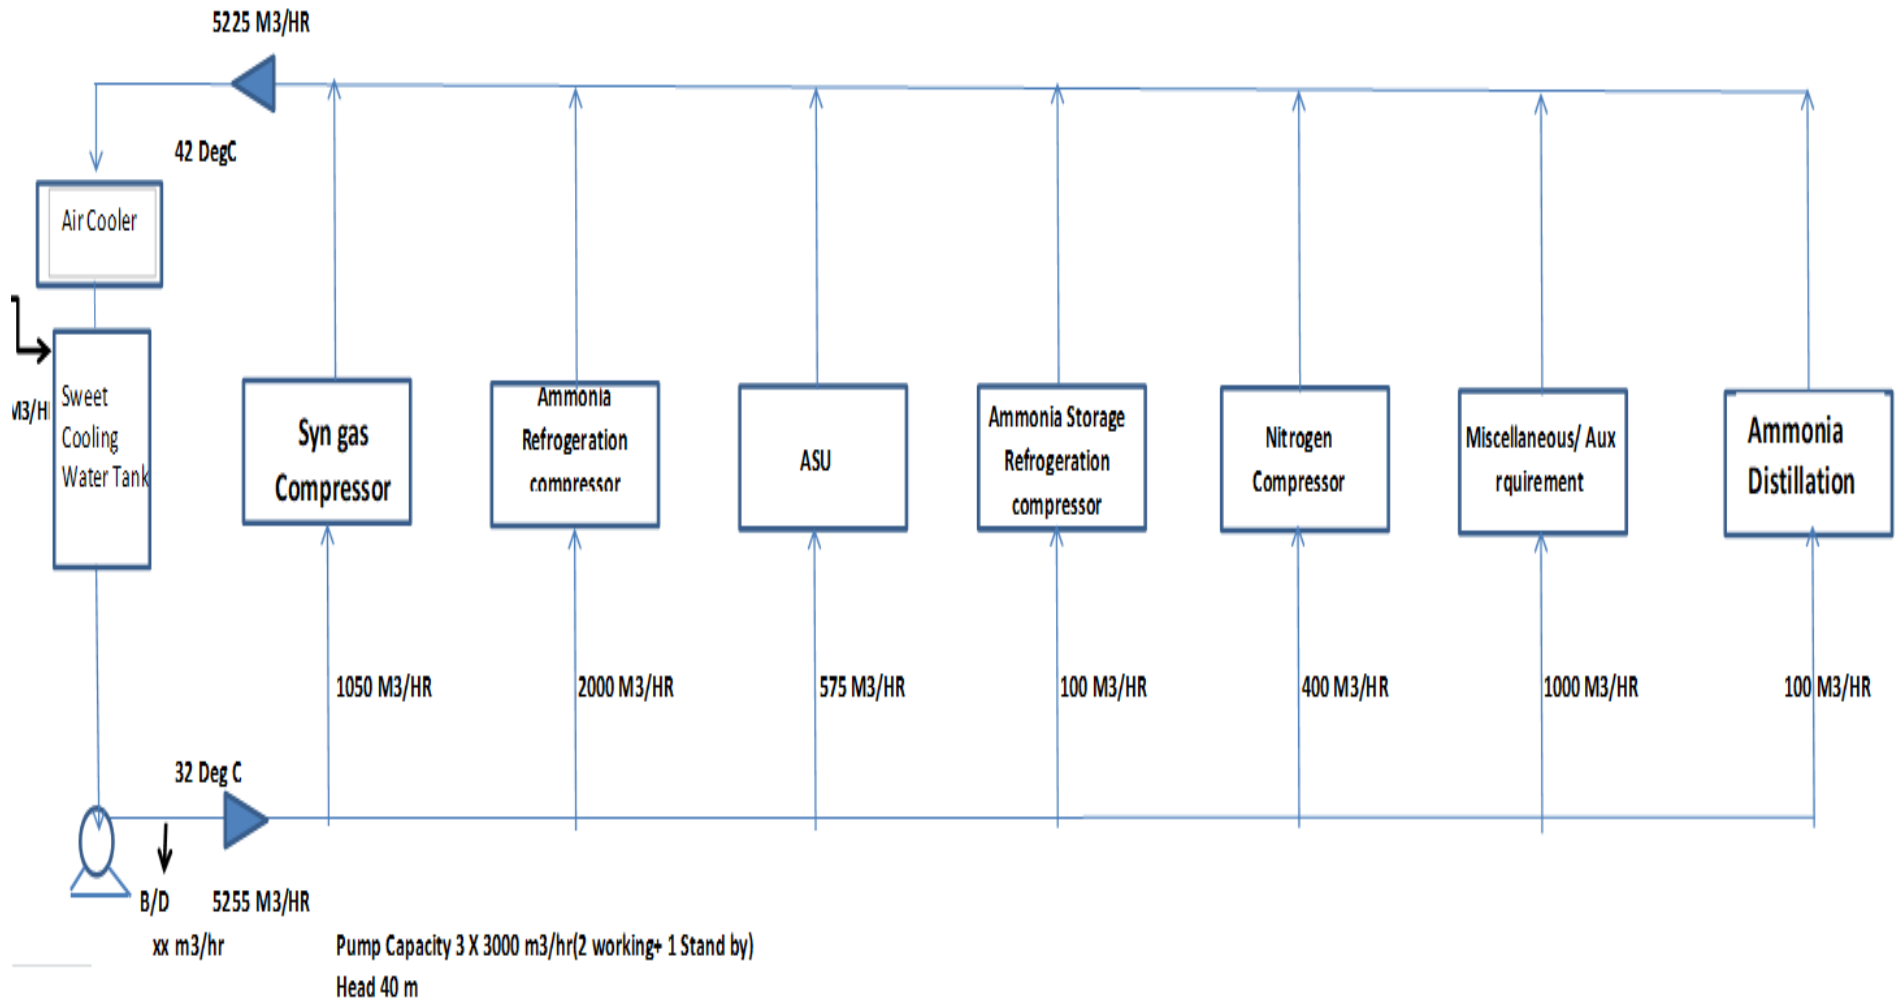 5225 M3/HR
42 DegC
Air Cooler
M3/H
Sweet
Cooling
Water Tank
Syn gas
Compressor
Ammonia
Refrogeration
compressor
ASU
Ammonia Storage
Refrogeration
compressor
Nitrogen
Compressor
Miscellaneous/ Aux
rquirement
Ammonia
Distillation
1050 M3/HR
2000 M3/HR
575 M3/HR
100 M3/HR
400 M3/HR
1000 M3/HR
100 M3/HR
32 Deg C
B/D
5255 M3/HR
xx m3/hr
Pump Capacity 3 X 3000 m3/hr(2 working+ 1 Stand by)
Head 40 m